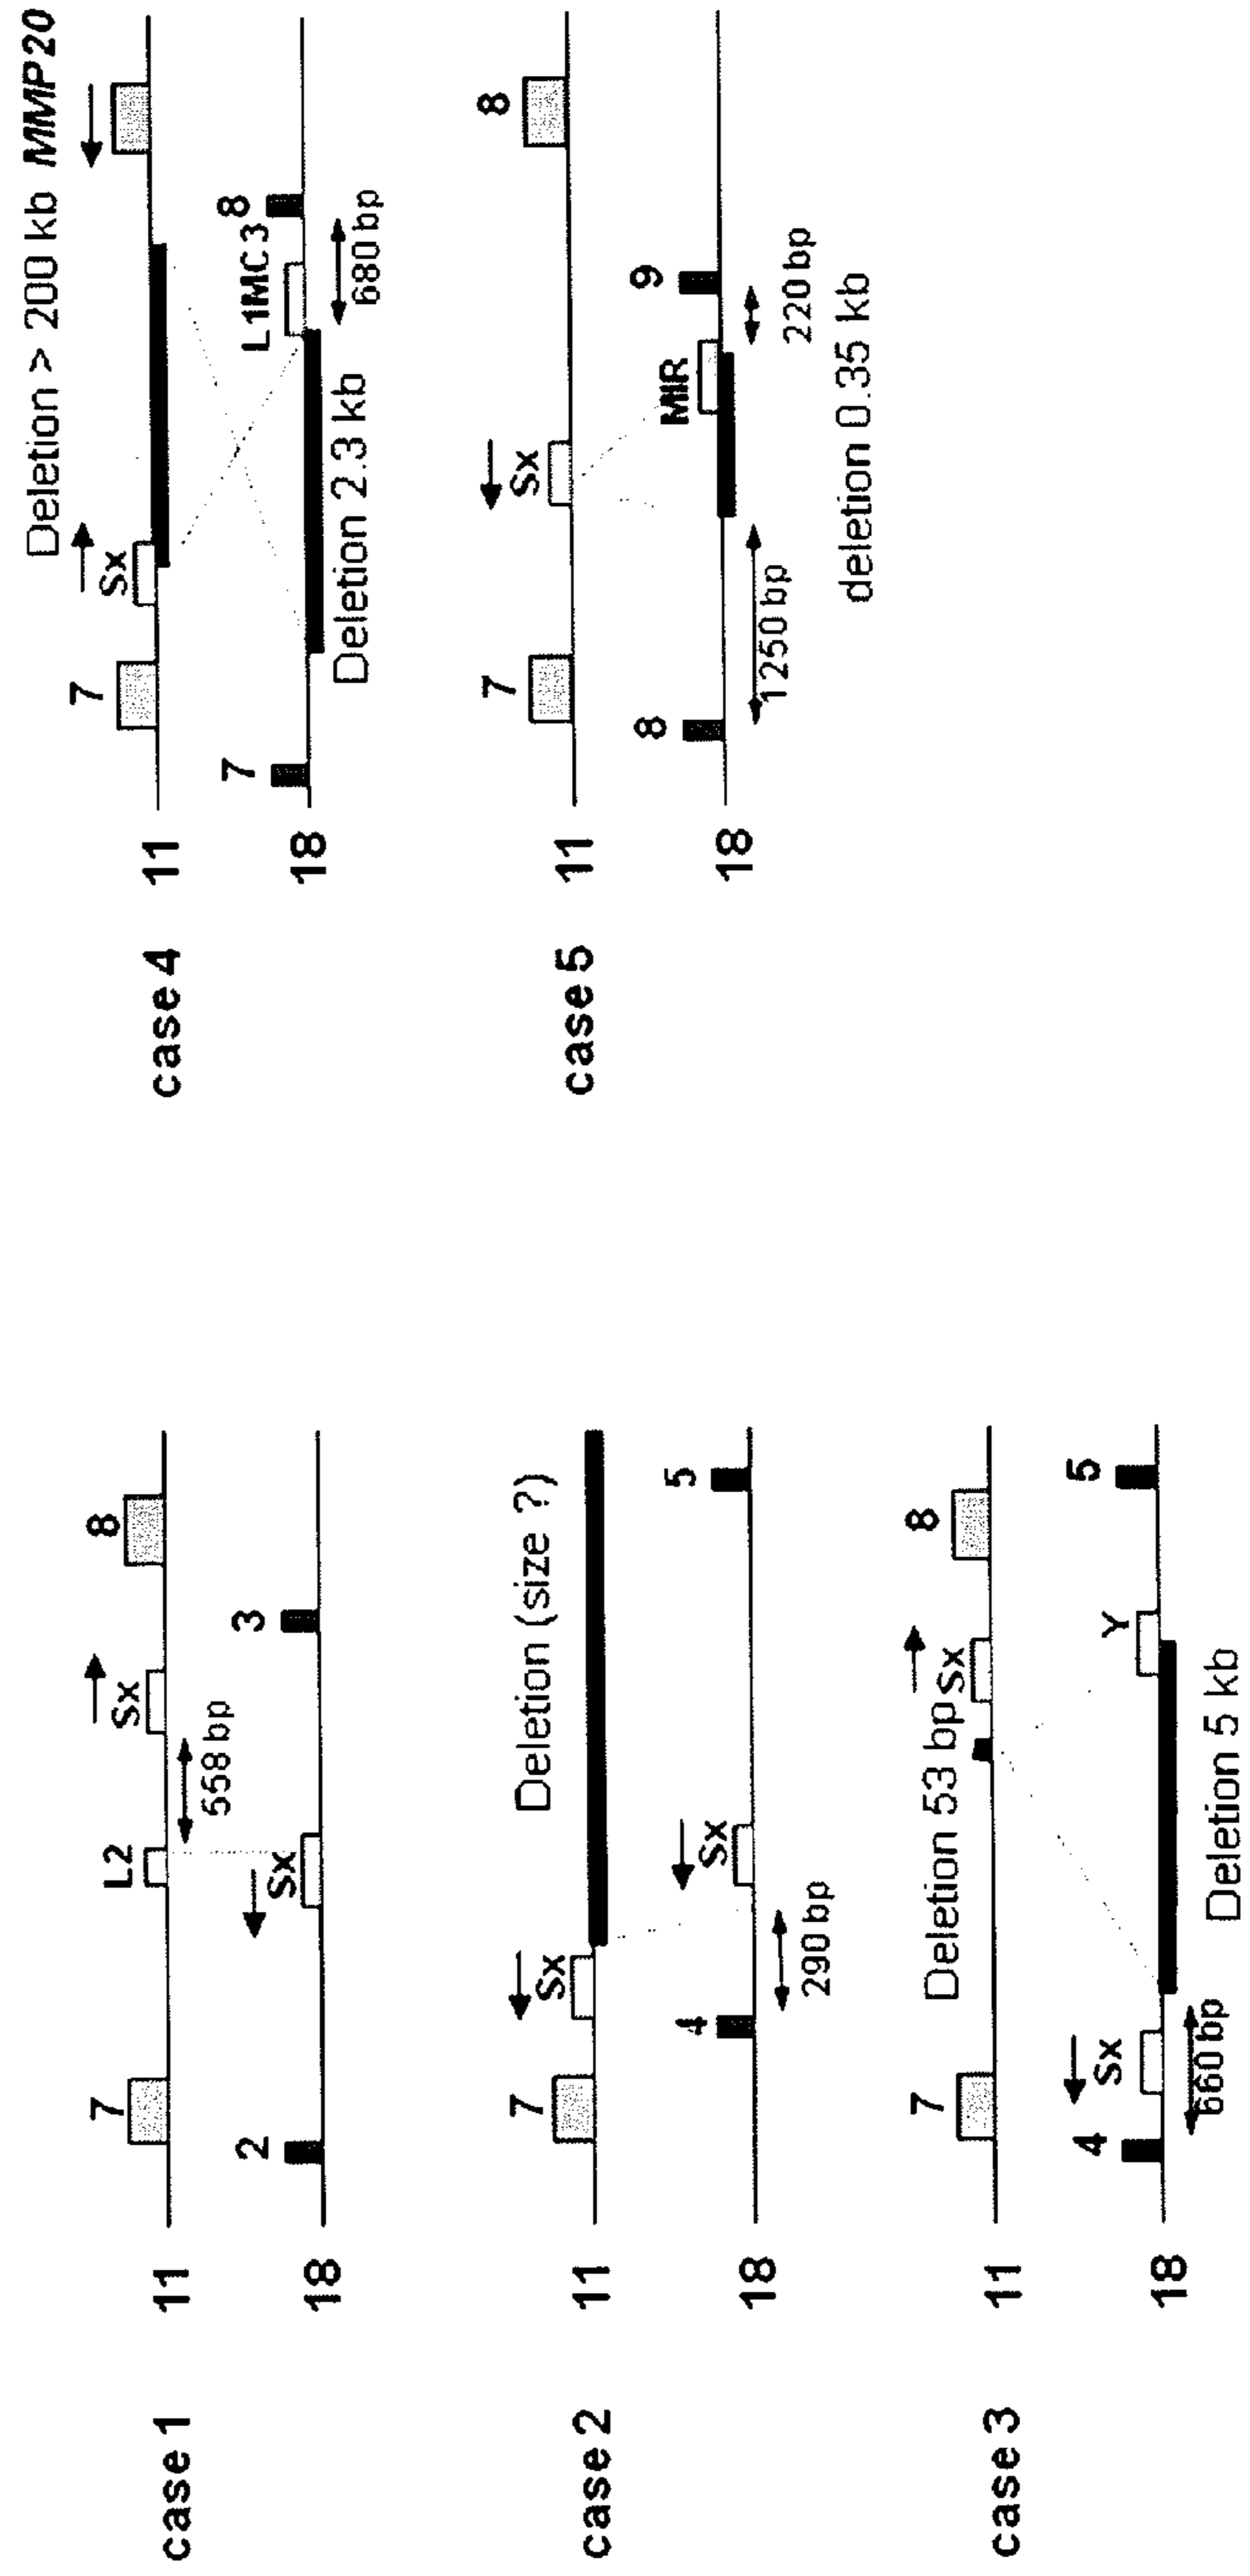 case 1
11
7
L2
Sx
8
558 bp
18
2
Sx
3
case 2
11
7
Sx
Deletion (size ?)
18
4
Sx
5
290 bp
case 3
11
7
Deletion 53 bp
Sx
8
18
4
Sx
Y
5
660 bp
Deletion 5 kb
case 4
Deletion > 200 kb MMP20
11
7
Sx
18
7
L1MC3
8
680 bp
Deletion 2.3 kb
case 5
11
7
Sx
8
18
8
MIR
9
1250 bp
220 bp
deletion 0.35 kb